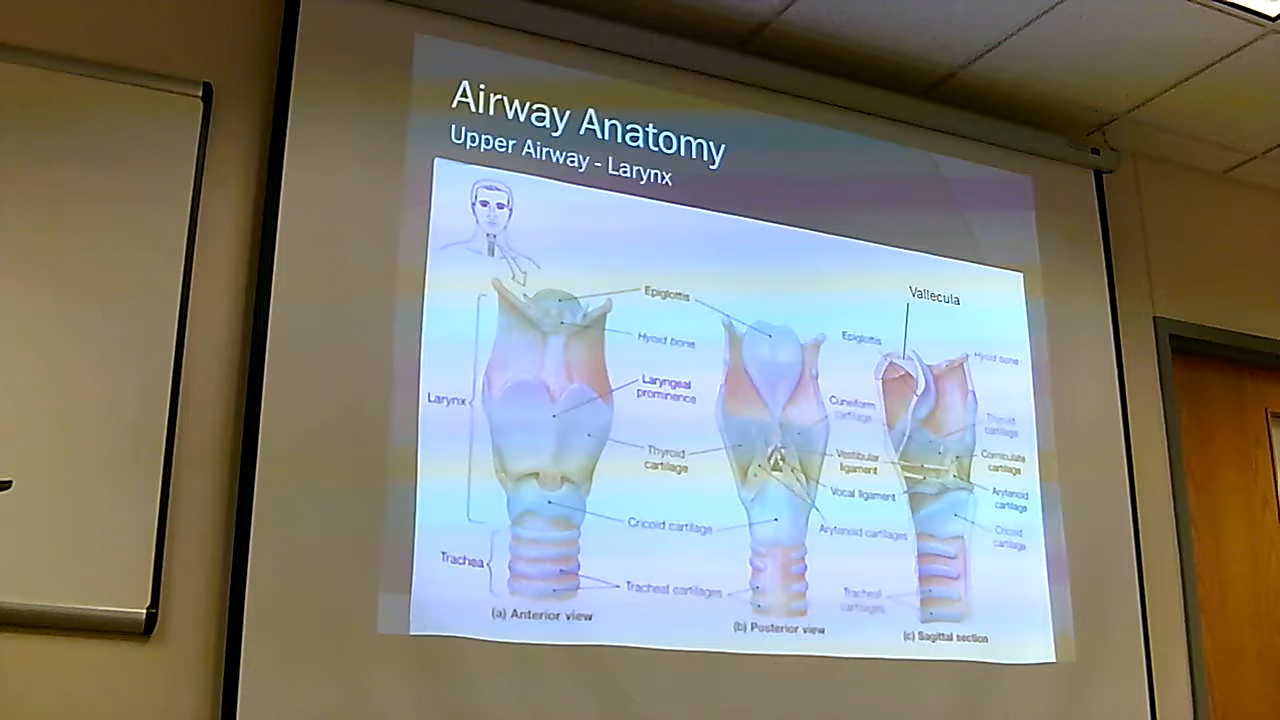 Airway Anatomy
Upper Airway - Larynx
Epiglottis
Hyoid bone
Laryngeal
prominence
Larynx
Thyroid
cartilage
Cricoid cartilage
Trachea
Tracheal cartilages
(a) Anterior view
(b) Posterior view
Vallecula
Epiglottis
Hyoid bone
Cuneiform
cartilage
Thyroid
cartilage
Vestibular
ligament
Corniculate
cartilage
Vocal ligament
Arytenoid
cartilage
Arytenoid cartilages
Cricoid
cartilage
Tracheal
cartilages
(c) Sagittal section